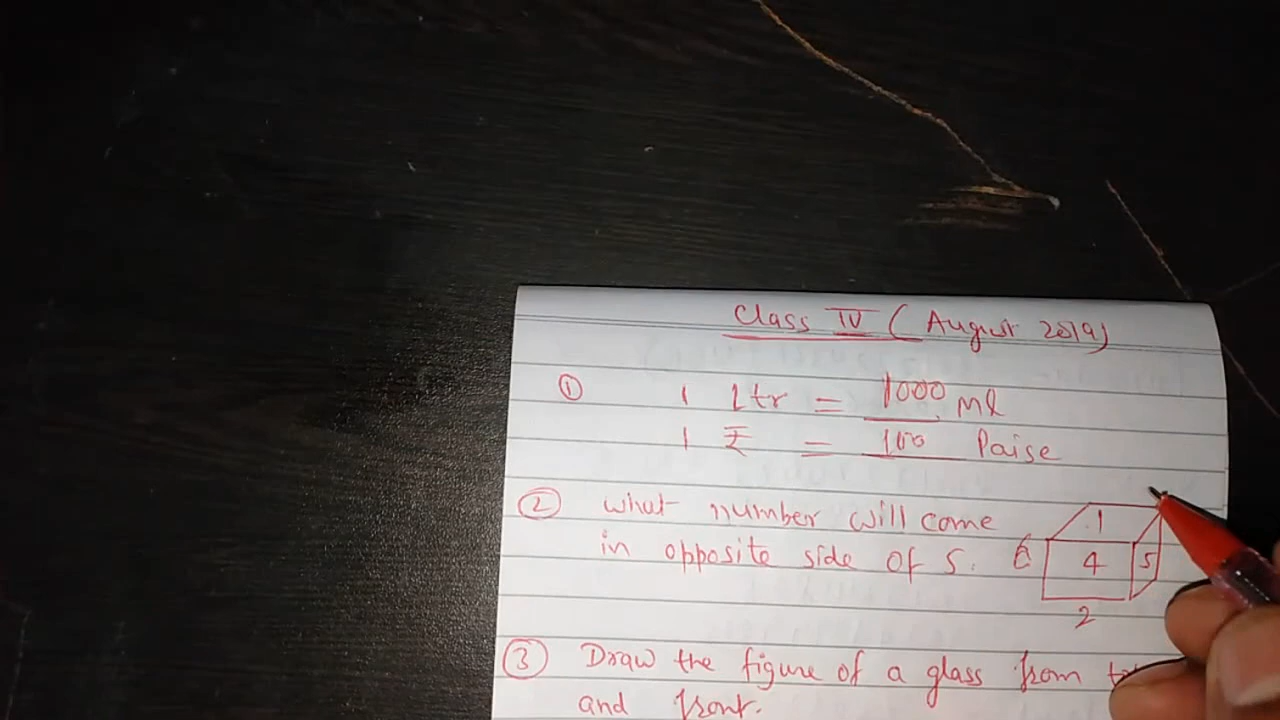 Class IV (August 2019)
① 1 Ltr = 1000 Ml
1 ₹ = 100 Paise
② what number will come
in opposite side of 5.
1
6 4 5
2
③ Draw the figure of a glass from
and front.